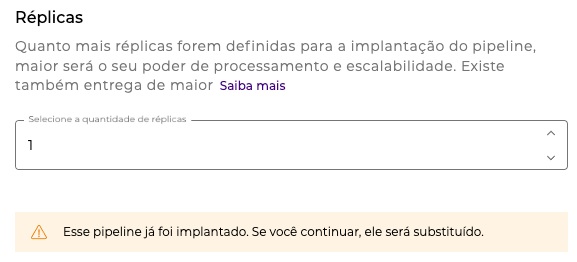 Réplicas
Quanto mais réplicas forem definidas para a implantação do pipeline,
maior será o seu poder de processamento e escalabilidade. Existe
também entrega de maior Saiba mais
Selecione a quantidade de réplicas
1
Esse pipeline já foi implantado. Se você continuar, ele será substituído.